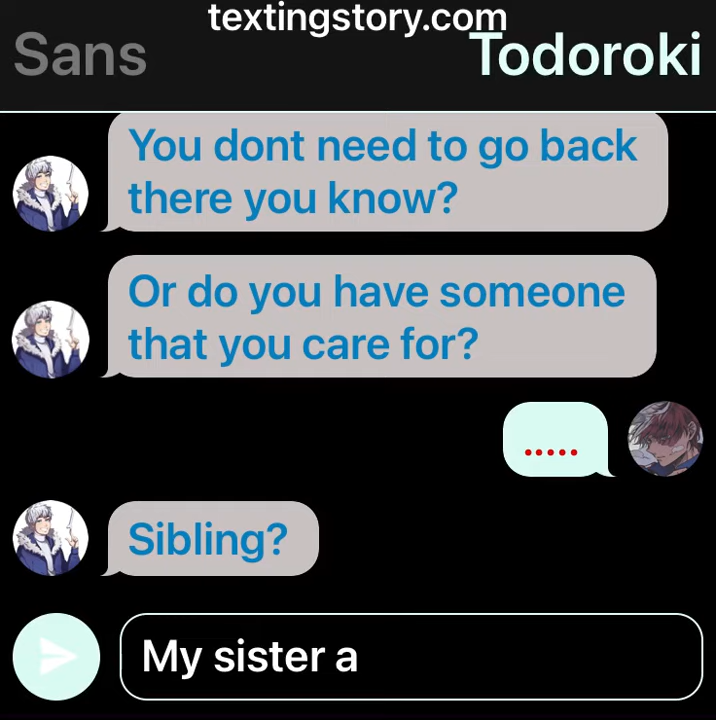 textingstory.com
Sans
Todoroki
You dont need to go back
there you know?
Or do you have someone
that you care for?
.....
Sibling?
My sister a